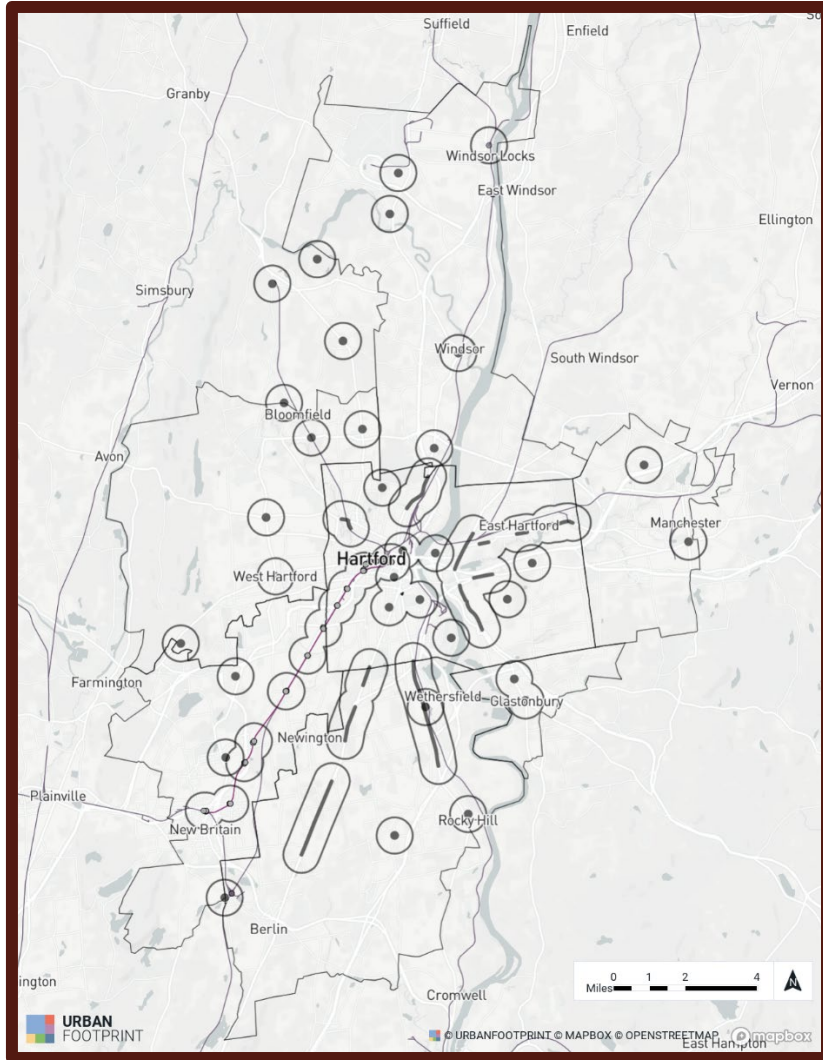 Suffield
Enfield
So
Granby
Windsor Locks
East Windsor
Ellington
Simsbury
Windsor
South Windsor
Vernon
Bloomfield
Avon
East Hartford
Manchester
Hartford
West Hartford
Farmington
Wethersfield
Glastonbury
Newington
Plainville
New Britain
Rocky Hill
Berlin
ington
Cromwell
0 1 2 4
Miles
N
URBAN
FOOTPRINT
© URBANFOOTPRINT © MAPBOX © OPENSTREETMAP
mapbox
East Hampton